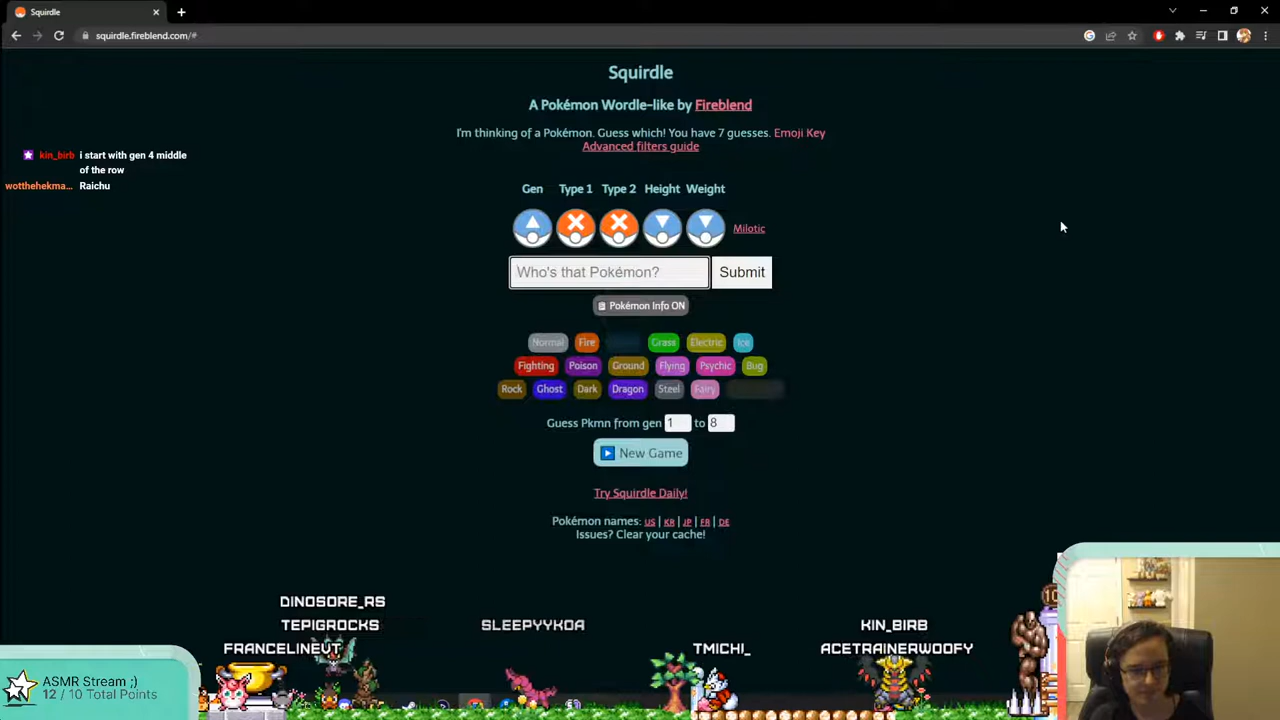 Squirdle
squirdle.fireblend.com/#
Squirdle
A Pokémon Wordle-like by Fireblend
I'm thinking of a Pokémon. Guess which! You have 7 guesses. Emoji Key
Advanced filters guide
kin_birb i start with gen 4 middle
of the row
wotthehekma... Raichu
Gen Type 1 Type 2 Height Weight
Milotic
Who's that Pokémon? Submit
Pokémon Info ON
Normal Fire Grass Electric Ice
Fighting Poison Ground Flying Psychic Bug
Rock Ghost Dark Dragon Steel Fairy
Guess Pkmn from gen 1 to 8
New Game
Try Squirdle Daily!
Pokémon names: US | KR | JP | FR | DE
Issues? Clear your cache!
DINOSORE_RS
TEPIGROCKS
FRANCELINEVT
SLEEPYYKOA
TMICHI_
KIN_BIRB
ACETRAINERWOOFY
ASMR Stream ;)
12 / 10 Total Points